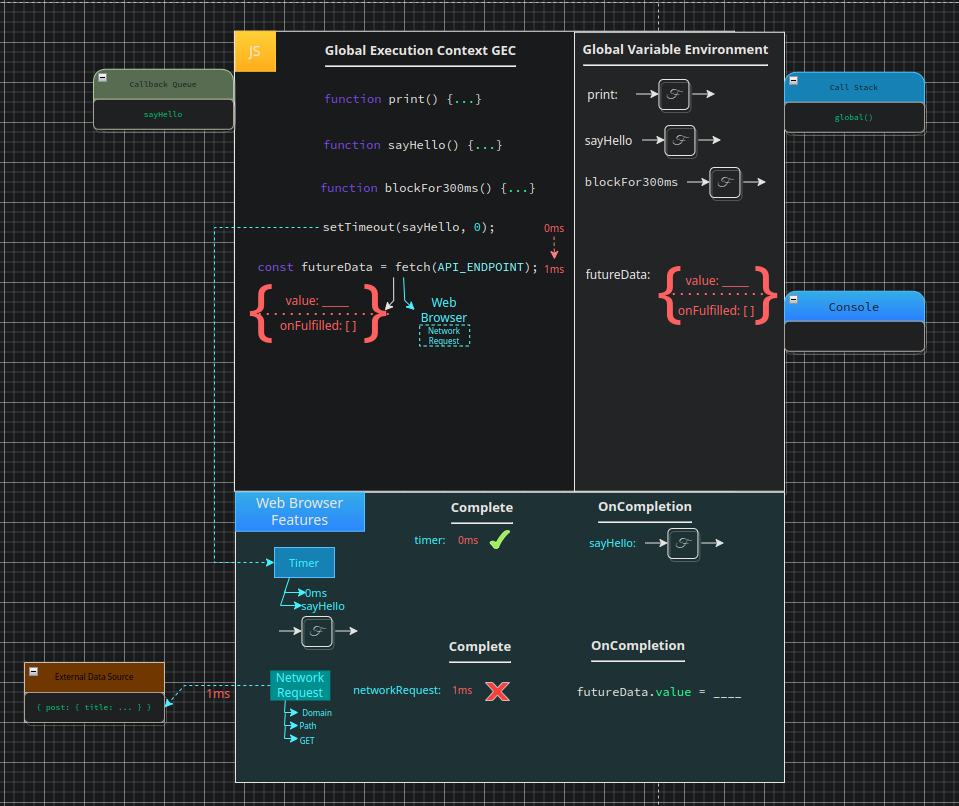 JS
Global Execution Context GEC
Global Variable Environment
Callback Queue
sayHello
Call Stack
global()
function print() {...}
print:
ℱ
function sayHello() {...}
sayHello
ℱ
function blockFor300ms() {...}
blockFor300ms
ℱ
setTimeout(sayHello, 0);
0ms
const futureData = fetch(API_ENDPOINT);
1ms
futureData:
{ value: ____
onFulfilled: [ ] }
Web
Browser
Network
Request
{ value: ____
onFulfilled: [ ] }
Console
Web Browser
Features
Complete
OnCompletion
timer: 0ms
sayHello:
ℱ
Timer
0ms
sayHello
ℱ
Complete
OnCompletion
External Data Source
{ post: { title: ... } }
1ms
Network
Request
networkRequest: 1ms
futureData.value = ____
Domain
Path
GET